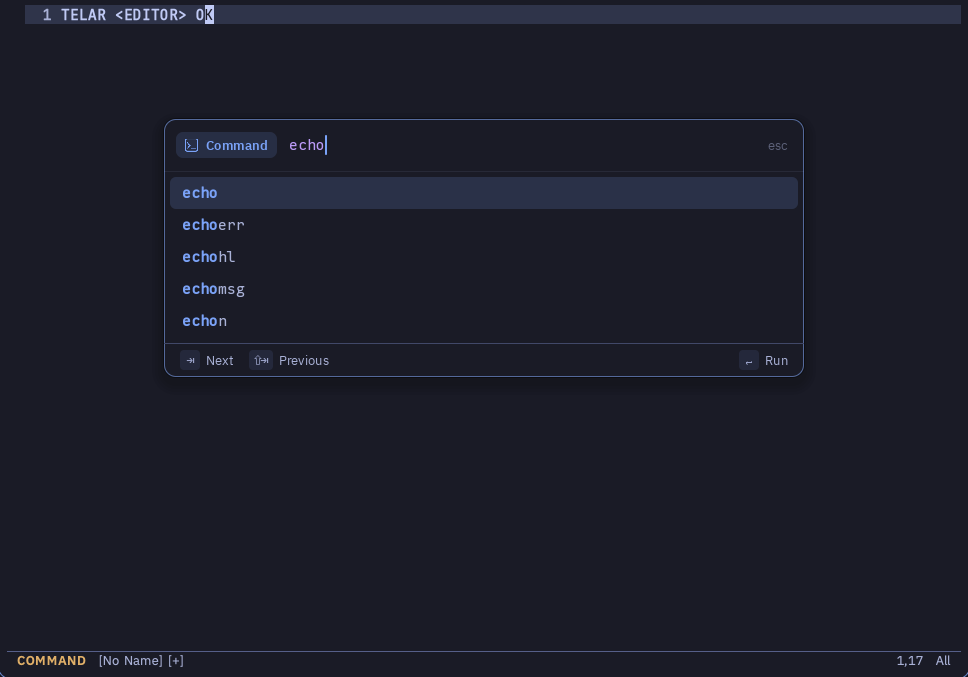 1 TELAR <EDITOR> OK
Command echo esc
echo
echoerr
echohl
echomsg
echon
⇥ Next ⇧⇥ Previous ↵ Run
COMMAND [No Name] [+] 1,17 All